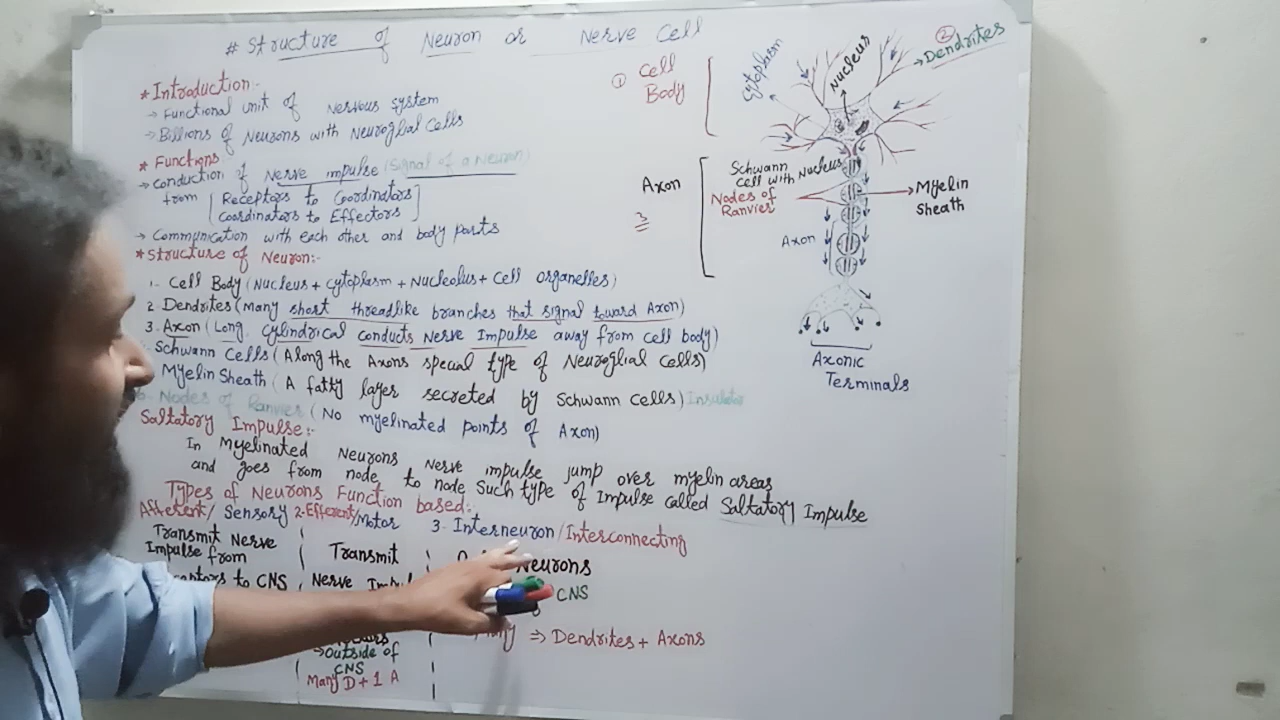 # Structure of Neuron or Nerve Cell
* Introduction:-
→ Functional unit of Nervous system
→ Billions of Neurons with Neuroglial Cells
* Functions
→ Conduction of Nerve impulse (Signal of a Neuron)
from [Receptors to Coordinators
Coordinators to Effectors]
→ Communication with each other and body parts
* Structure of Neuron:-
1- Cell Body (Nucleus + Cytoplasm + Nucleolus + Cell organelles)
2. Dendrites (Many short threadlike branches that signal toward Axon)
3. Axon (Long, Cylindrical conducts Nerve Impulse away from cell body)
Schwann Cells (Along the Axons special type of Neuroglial Cells)
Myelin Sheath (A fatty layer secreted by Schwann cells) Insulator
6. Nodes of Ranvier (No myelinated points of Axon)
Saltatory Impulse:-
In Myelinated Neurons Nerve impulse jump over myelin areas
and goes from node to node such type of Impulse called Saltatory Impulse
Types of Neurons Function based:-
Afferent/ Sensory 2-Efferent/Motor 3- Interneuron/Interconnecting
Transmit Nerve
Impulse from
to CNS
Transmit
Nerve
→ Outside of
CNS
Many D + 1 A
Neurons
CNS
⇒ Dendrites + Axons
① Cell
Body
Cytoplasm
Nucleus
②
→Dendrites
Axon
3
Schwann
Cell with Nucleus
Nodes of
Ranvier
Myelin
Sheath
Axon
Axonic
Terminals